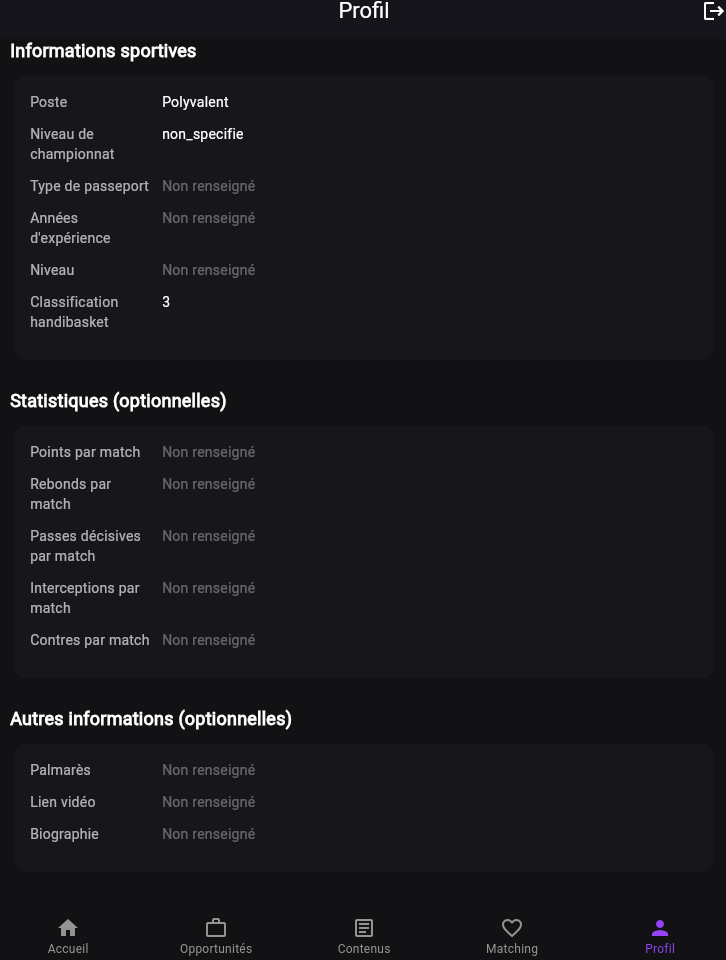 Profil
Informations sportives
Poste Polyvalent
Niveau de non_specifie
championnat
Type de passeport Non renseigné
Années Non renseigné
d'expérience
Niveau Non renseigné
Classification 3
handibasket
Statistiques (optionnelles)
Points par match Non renseigné
Rebonds par Non renseigné
match
Passes décisives Non renseigné
par match
Interceptions par Non renseigné
match
Contres par match Non renseigné
Autres informations (optionnelles)
Palmarès Non renseigné
Lien vidéo Non renseigné
Biographie Non renseigné
Accueil Opportunités Contenus Matching Profil